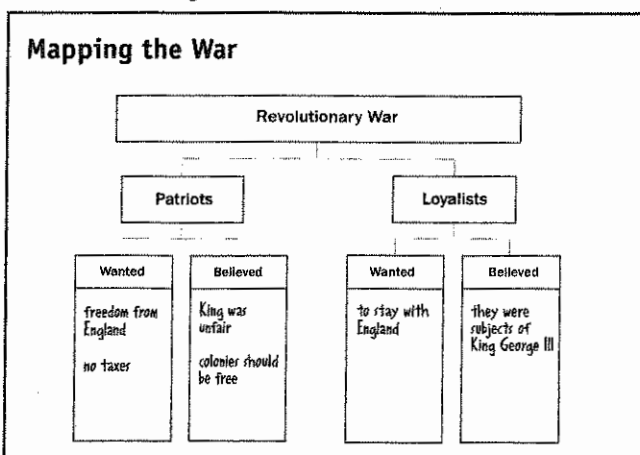 Mapping the War
Revolutionary War
Patriots
Loyalists
Wanted
freedom from
England
no taxes
Believed
King was
unfair
colonies should
be free
Wanted
to stay with
England
Believed
they were
subjects of
King George III